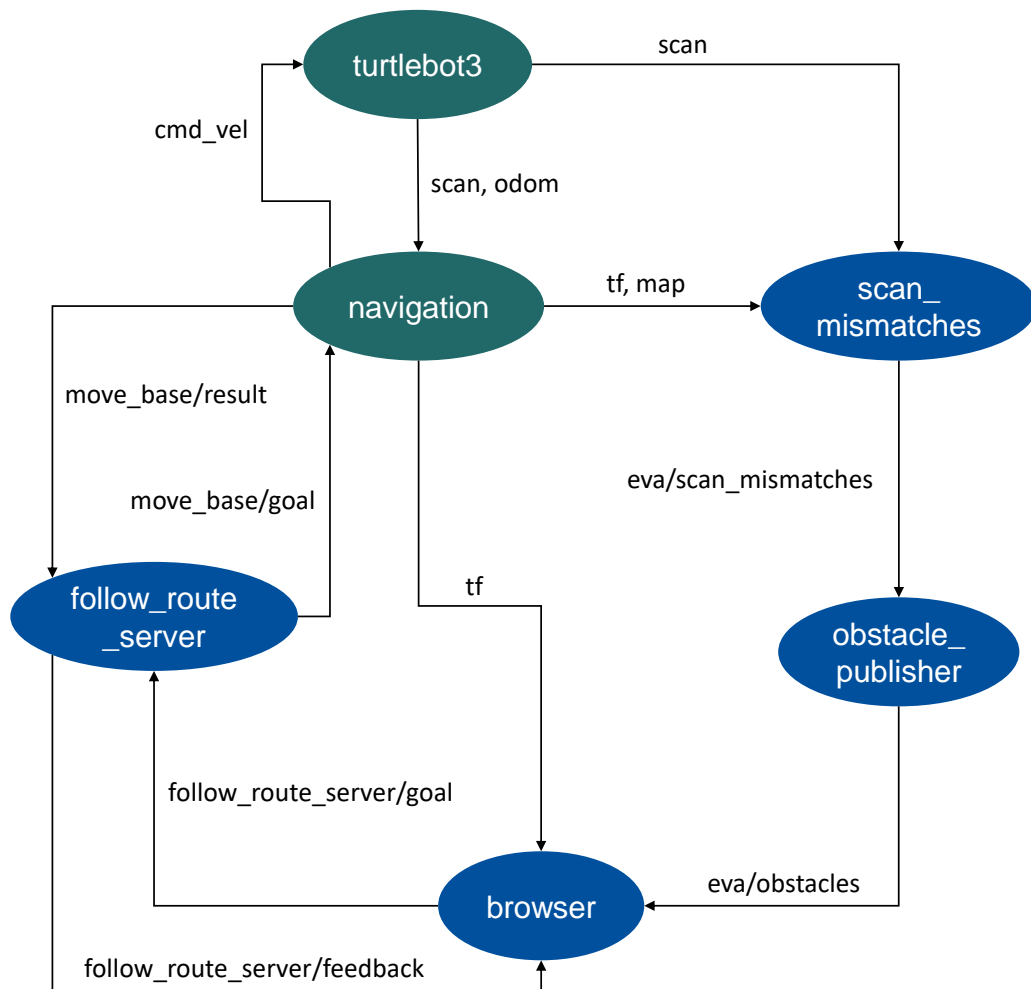 scan
turtlebot3
cmd_vel
scan, odom
tf, map
scan_
mismatches
navigation
move_base/result
eva/scan_mismatches
move_base/goal
tf
follow_route
_server
obstacle_
publisher
follow_route_server/goal
eva/obstacles
browser
follow_route_server/feedback